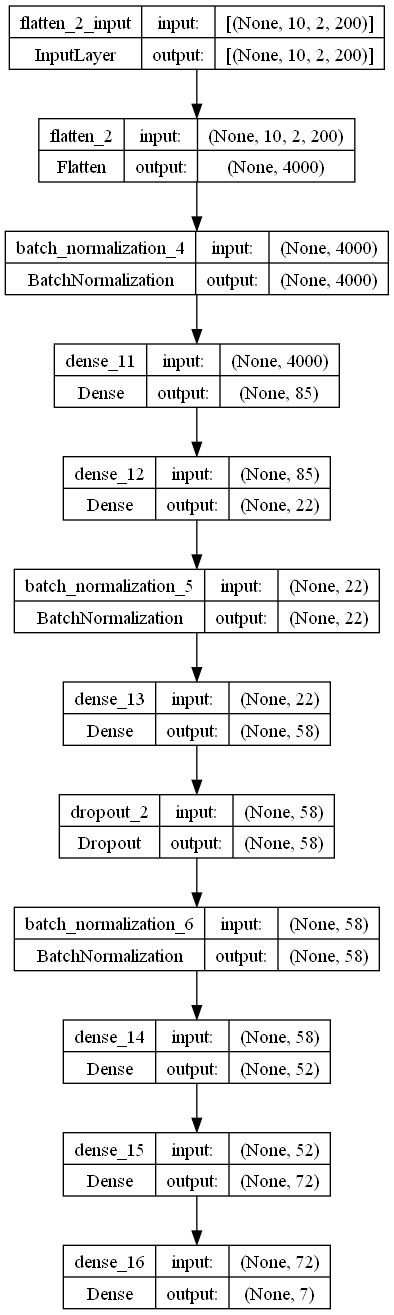 flatten_2_input input: [(None, 10, 2, 200)]
InputLayer output: [(None, 10, 2, 200)]
flatten_2 input: (None, 10, 2, 200)
Flatten output: (None, 4000)
batch_normalization_4 input: (None, 4000)
BatchNormalization output: (None, 4000)
dense_11 input: (None, 4000)
Dense output: (None, 85)
dense_12 input: (None, 85)
Dense output: (None, 22)
batch_normalization_5 input: (None, 22)
BatchNormalization output: (None, 22)
dense_13 input: (None, 22)
Dense output: (None, 58)
dropout_2 input: (None, 58)
Dropout output: (None, 58)
batch_normalization_6 input: (None, 58)
BatchNormalization output: (None, 58)
dense_14 input: (None, 58)
Dense output: (None, 52)
dense_15 input: (None, 52)
Dense output: (None, 72)
dense_16 input: (None, 72)
Dense output: (None, 7)